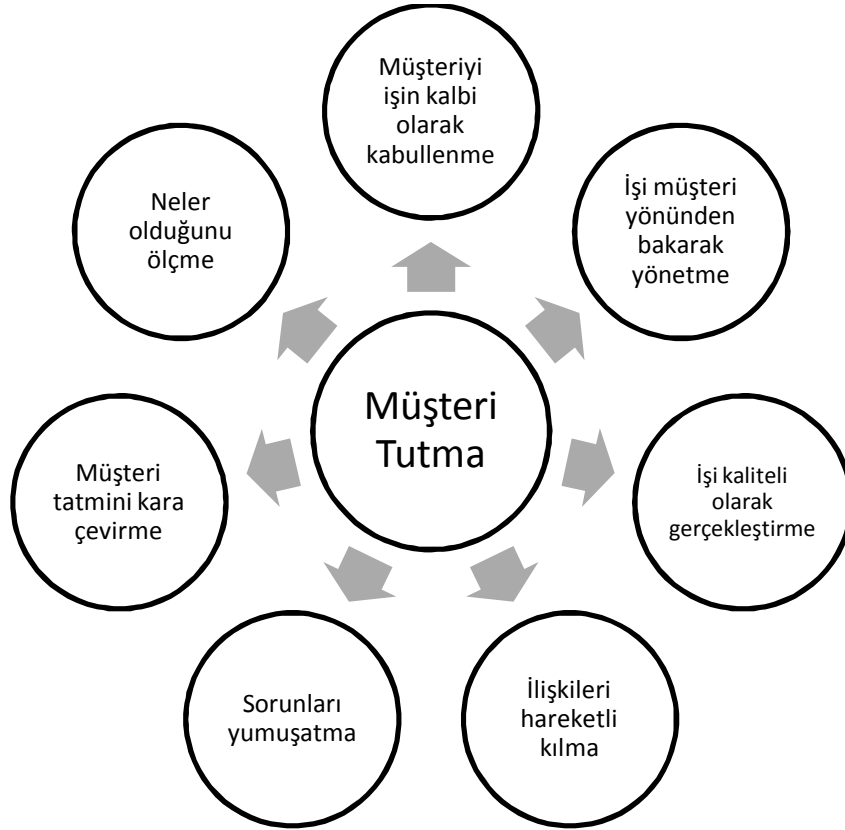 Müşteriyi
işin kalbi
olarak
kabullenme
İşi müşteri
yönünden
bakarak
yönetme
İşi kaliteli
olarak
gerçekleştirme
İlişkileri
hareketli
kılma
Sorunları
yumuşatma
Müşteri
tatmini kara
çevirme
Neler
olduğunu
ölçme
Müşteri
Tutma